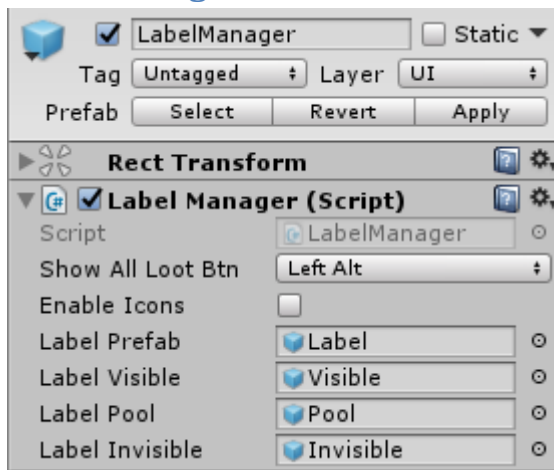 LabelManager Static
Tag Untagged Layer UI
Prefab Select Revert Apply
Rect Transform
C# Label Manager (Script)
Script LabelManager
Show All Loot Btn Left Alt
Enable Icons
Label Prefab Label
Label Visible Visible
Label Pool Pool
Label Invisible Invisible